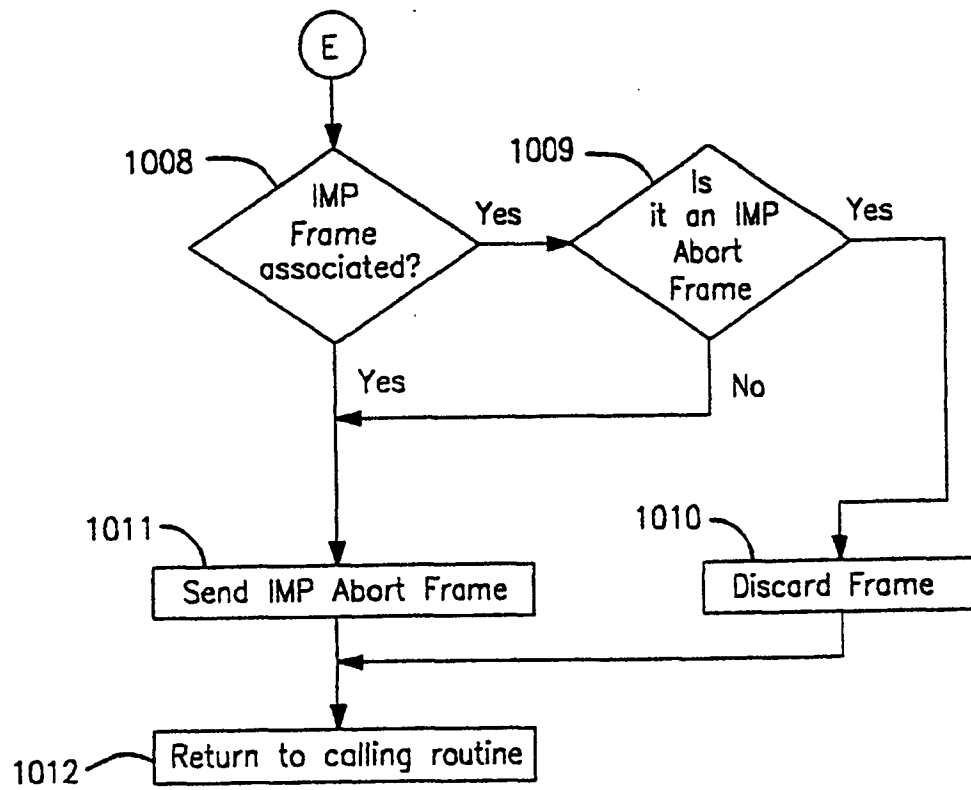 E
1008
IMP
Frame
associated?
Yes
1009
Is
it an IMP
Abort
Frame
Yes
Yes
No
1011
Send IMP Abort Frame
1010
Discard Frame
1012
Return to calling routine